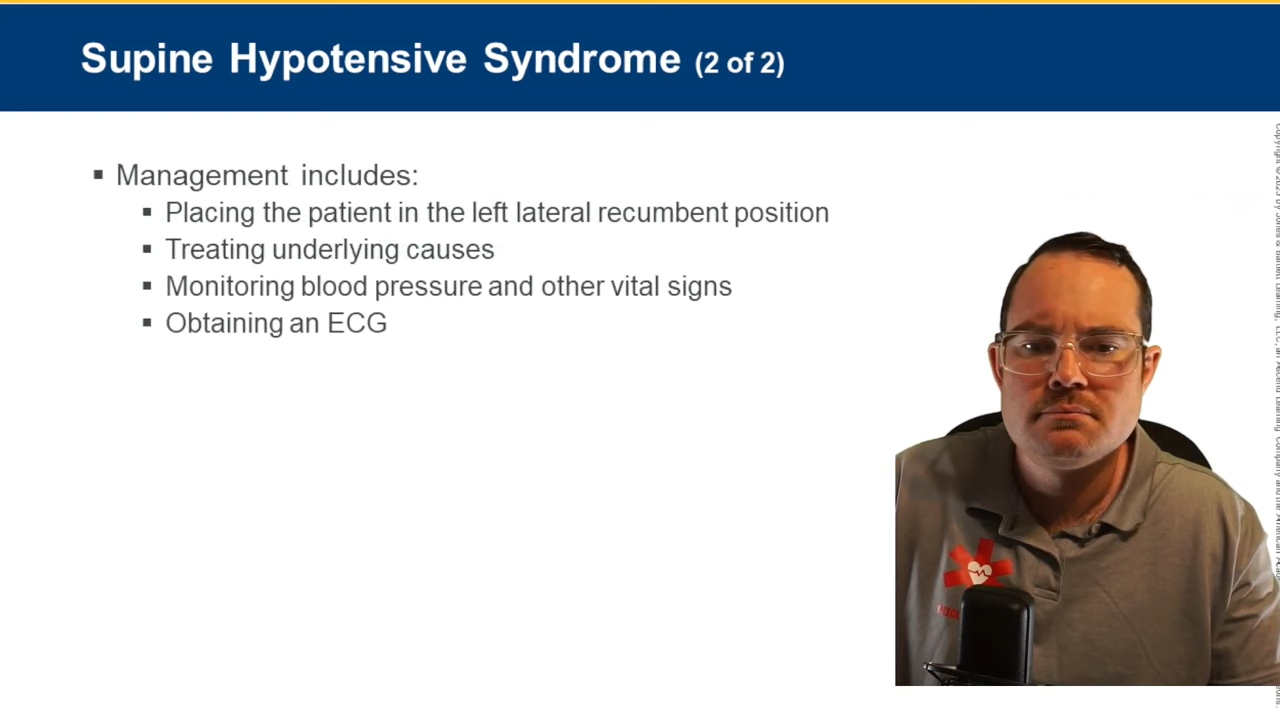 Supine Hypotensive Syndrome (2 of 2)
▪ Management includes:
▪ Placing the patient in the left lateral recumbent position
▪ Treating underlying causes
▪ Monitoring blood pressure and other vital signs
▪ Obtaining an ECG